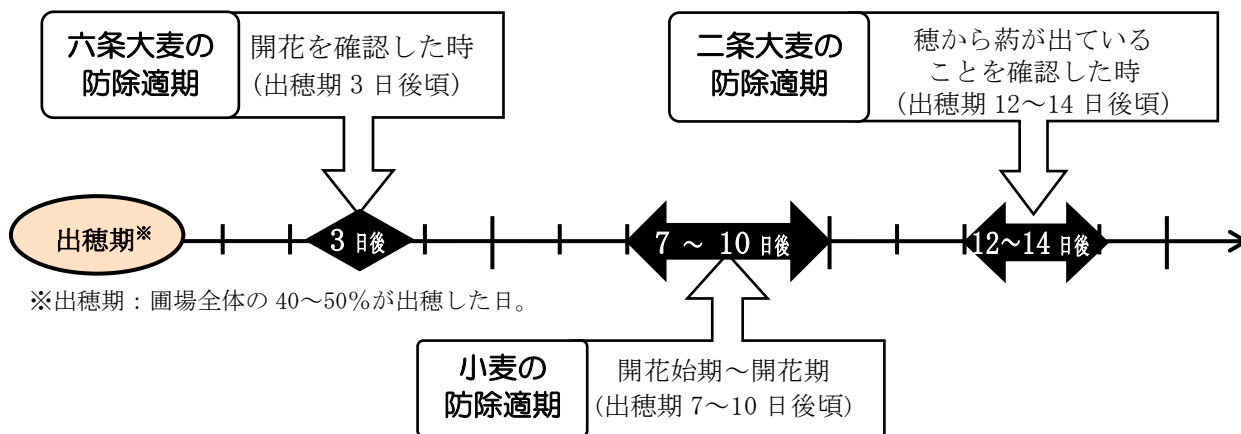 六条大麦の
防除適期
開花を確認した時
(出穂期 3 日後頃)
二条大麦の
防除適期
穂から葯が出ている
ことを確認した時
(出穂期 12～14 日後頃)
出穂期※
3 日後
7 ～ 10 日後
12～14 日後
※出穂期：圃場全体の 40～50%が出穂した日。
小麦の
防除適期
開花始期～開花期
(出穂期 7～10 日後頃)